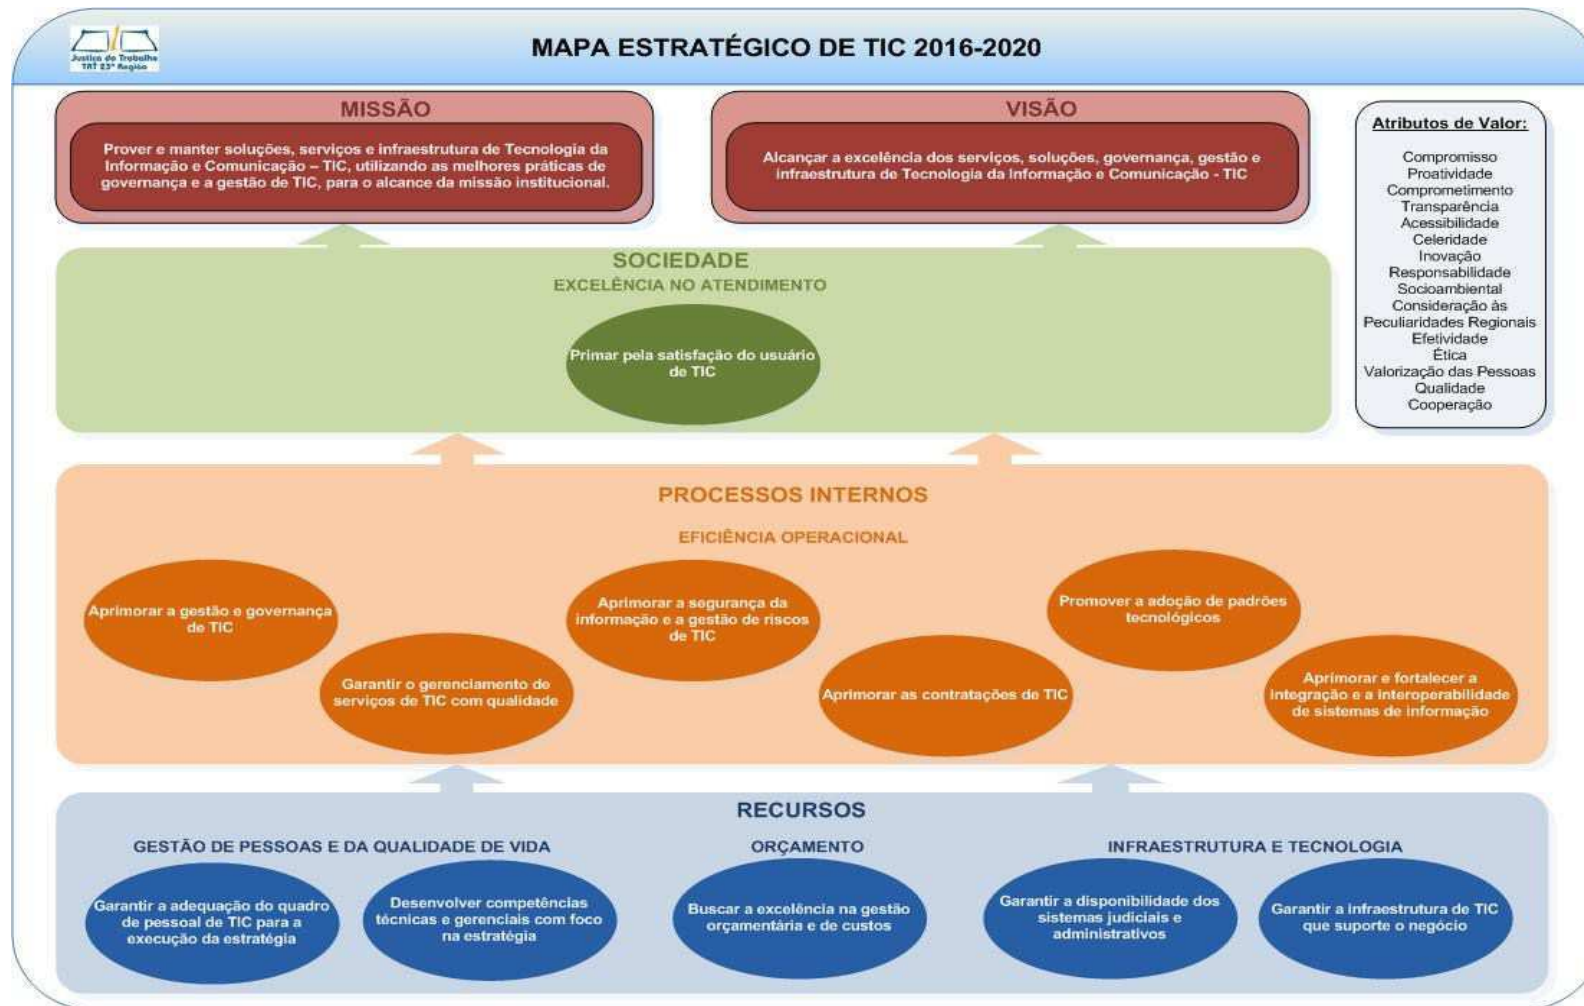 Justiça do Trabalho
TRT 23ª Região
MAPA ESTRATÉGICO DE TIC 2016-2020
MISSÃO
Prover e manter soluções, serviços e infraestrutura de Tecnologia da
Informação e Comunicação – TIC, utilizando as melhores práticas de
governança e a gestão de TIC, para o alcance da missão institucional.
VISÃO
Alcançar a excelência dos serviços, soluções, governança, gestão e
infraestrutura de Tecnologia da Informação e Comunicação - TIC
Atributos de Valor:
Compromisso
Proatividade
Comprometimento
Transparência
Acessibilidade
Celeridade
Inovação
Responsabilidade
Socioambiental
Consideração às
Peculiaridades Regionais
Efetividade
Ética
Valorização das Pessoas
Qualidade
Cooperação
SOCIEDADE
EXCELÊNCIA NO ATENDIMENTO
Primar pela satisfação do usuário
de TIC
PROCESSOS INTERNOS
EFICIÊNCIA OPERACIONAL
Aprimorar a gestão e governança
de TIC
Garantir o gerenciamento de
serviços de TIC com qualidade
Aprimorar a segurança da
informação e a gestão de riscos
de TIC
Aprimorar as contratações de TIC
Promover a adoção de padrões
tecnológicos
Aprimorar e fortalecer a
integração e a interoperabilidade
de sistemas de informação
RECURSOS
GESTÃO DE PESSOAS E DA QUALIDADE DE VIDA
Garantir a adequação do quadro
de pessoal de TIC para a
execução da estratégia
Desenvolver competências
técnicas e gerenciais com foco
na estratégia
ORÇAMENTO
Buscar a excelência na gestão
orçamentária e de custos
INFRAESTRUTURA E TECNOLOGIA
Garantir a disponibilidade dos
sistemas judiciais e
administrativos
Garantir a infraestrutura de TIC
que suporte o negócio